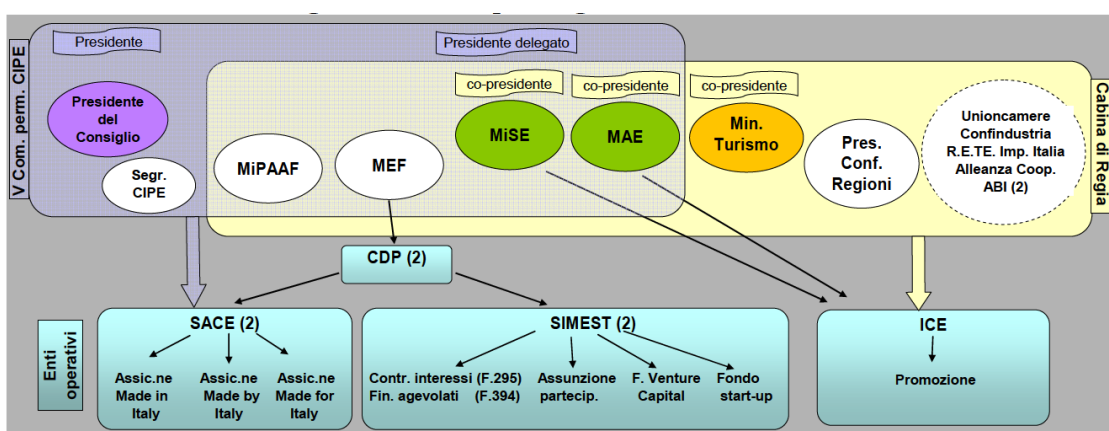 Presidente
Presidente delegato
V Com. perm. CIPE
Cabina di Regia
co-presidente
co-presidente
co-presidente
Presidente
del
Consiglio
Segr.
CIPE
MiPAAF
MEF
MiSE
MAE
Min.
Turismo
Pres.
Conf.
Regioni
Unioncamere
Confindustria
R.E.TE. Imp. Italia
Alleanza Coop.
ABI (2)
CDP (2)
Enti
operativi
SACE (2)
Assic.ne
Made in
Italy
Assic.ne
Made by
Italy
Assic.ne
Made for
Italy
SIMEST (2)
Contr. interessi (F.295)
Fin. agevolati (F.394)
Assunzione
partecip.
F. Venture
Capital
Fondo
start-up
ICE
Promozione